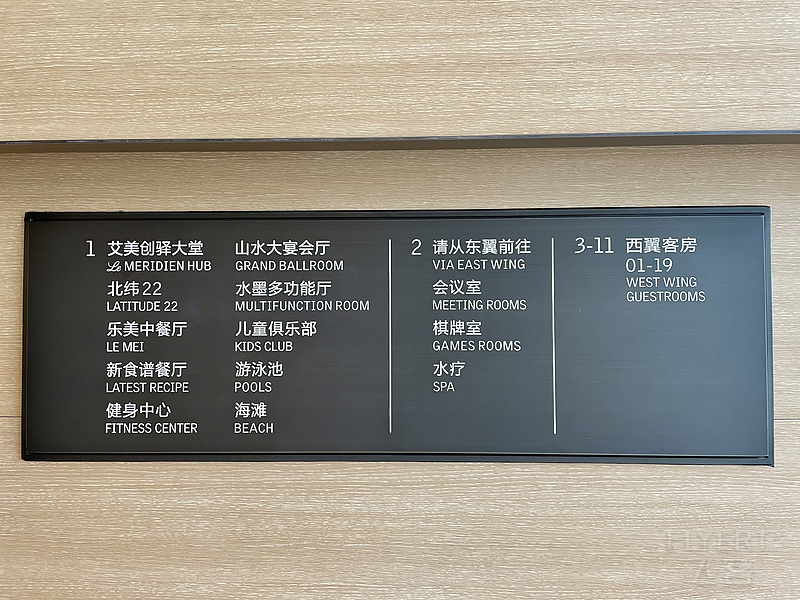 1
艾美创驿大堂
Le MERIDIEN HUB
北纬22
LATITUDE 22
乐美中餐厅
LE MEI
新食谱餐厅
LATEST RECIPE
健身中心
FITNESS CENTER
山水大宴会厅
GRAND BALLROOM
水墨多功能厅
MULTIFUNCTION ROOM
儿童俱乐部
KIDS CLUB
游泳池
POOLS
海滩
BEACH
2
请从东翼前往
VIA EAST WING
会议室
MEETING ROOMS
棋牌室
GAMES ROOMS
水疗
SPA
3-11
西翼客房
01-19
WEST WING
GUESTROOMS